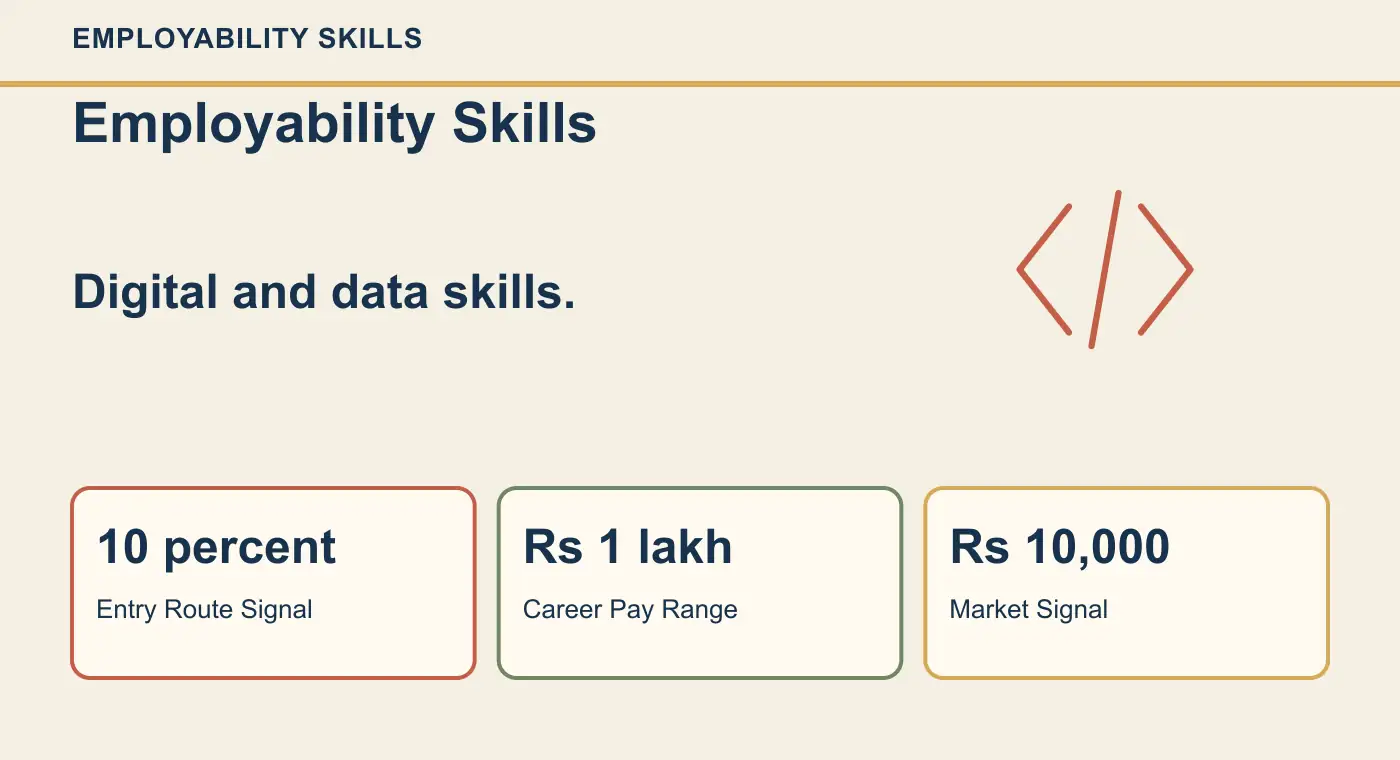 EMPLOYABILITY SKILLS
Employability Skills
Digital and data skills.
10 percent
Entry Route Signal
Rs 1 lakh
Career Pay Range
Rs 10,000
Market Signal